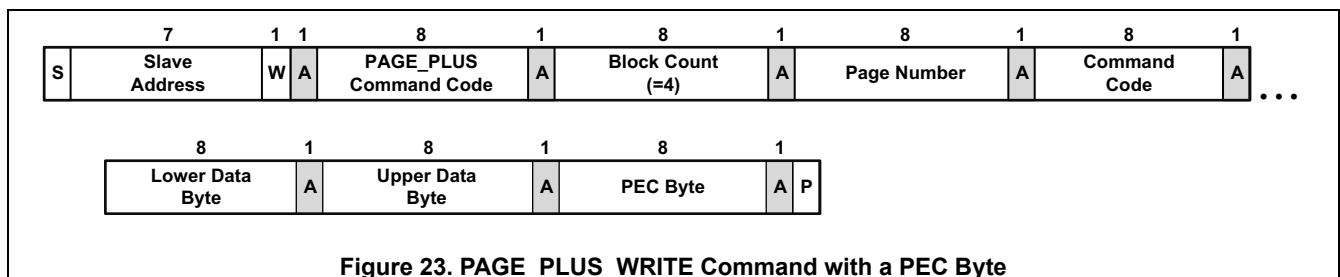 7 1 1 8 1 8 1 8 1 8 1
S Slave Address W A PAGE_PLUS Command Code A Block Count (=4) A Page Number A Command Code A ...
8 1 8 1 8 1
Lower Data Byte A Upper Data Byte A PEC Byte A P
Figure 23. PAGE_PLUS_WRITE Command with a PEC Byte